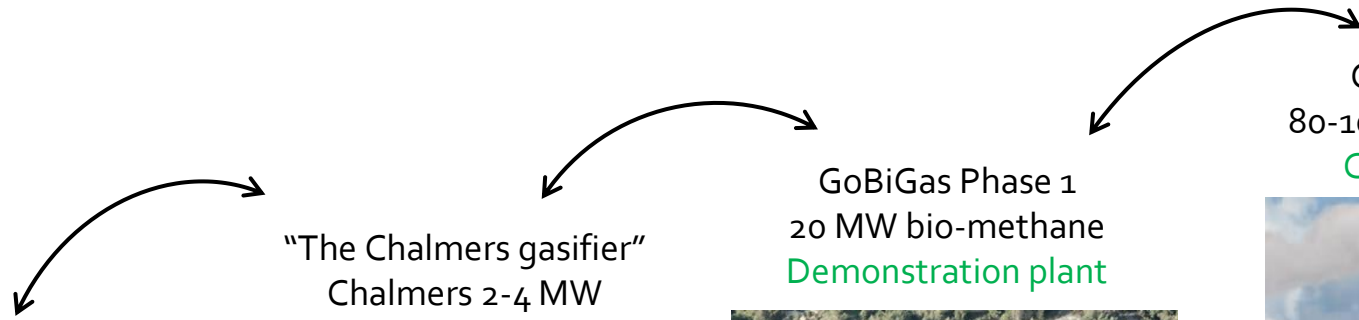 “The Chalmers gasifier”
Chalmers 2-4 MW
GoBiGas Phase 1
20 MW bio-methane
Demonstration plant